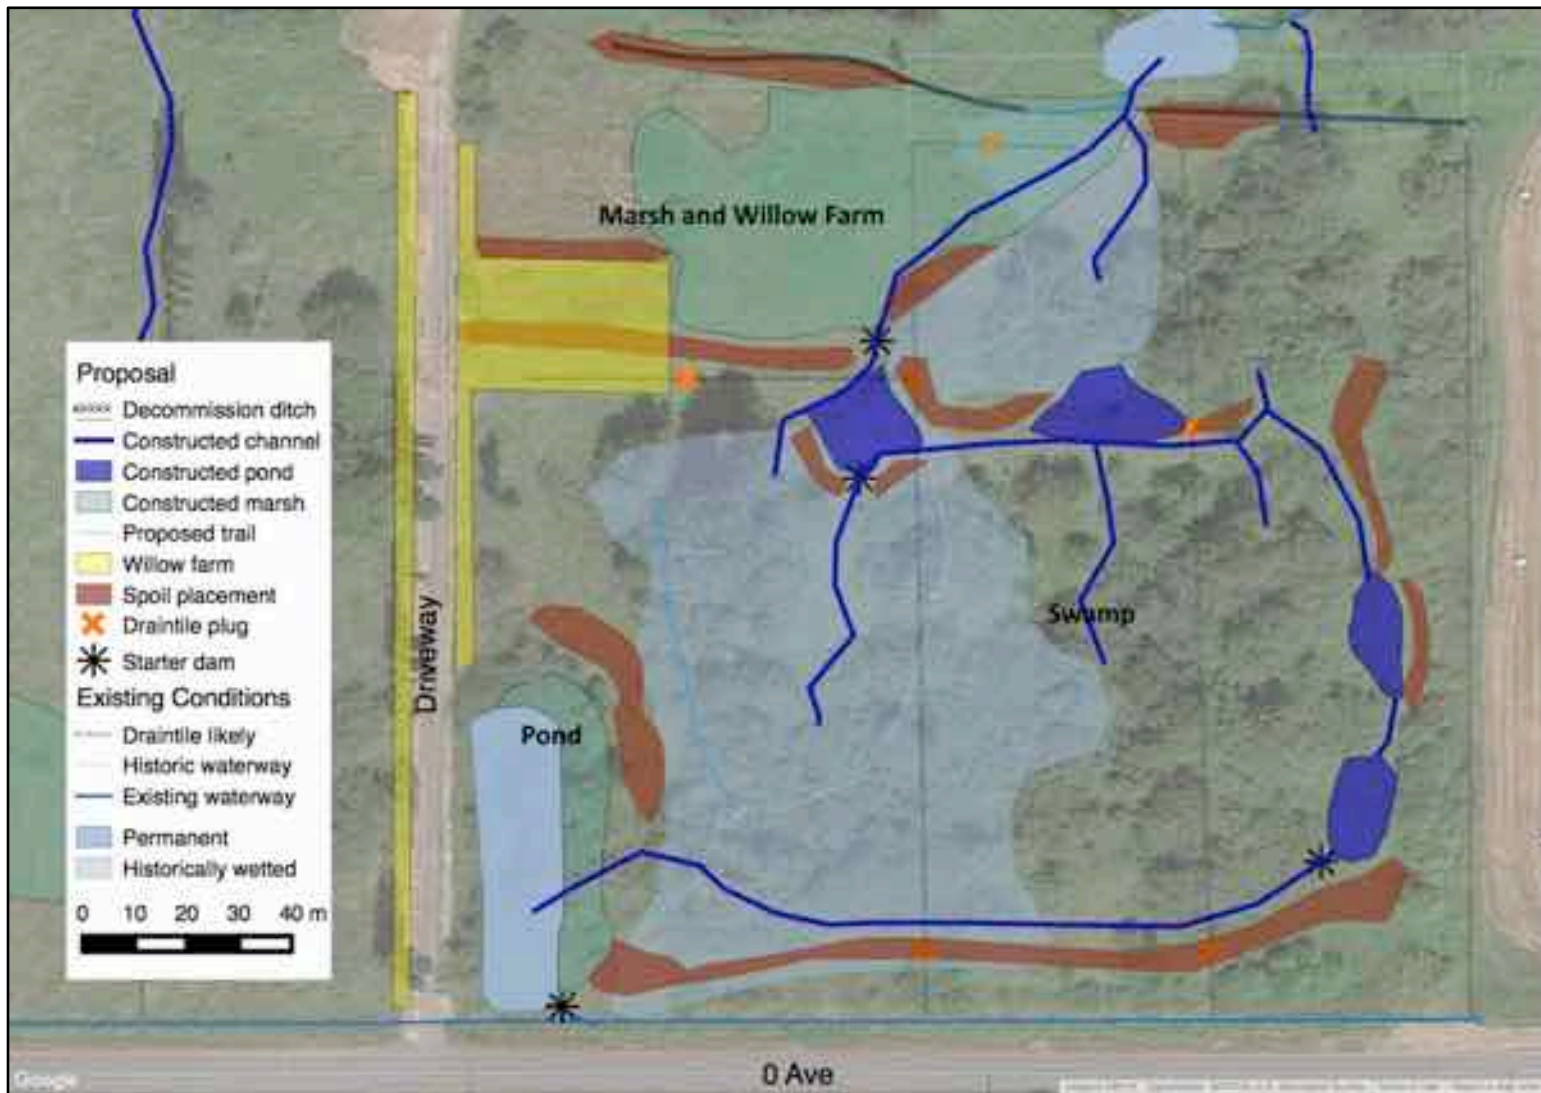 Marsh and Willow Farm
Proposal
Decommission ditch
Constructed channel
Constructed pond
Constructed marsh
Proposed trail
Willow farm
Spoil placement
Draintile plug
Starter dam
Existing Conditions
Draintile likely
Historic waterway
Existing waterway
Permanent
Historically wetted
0 10 20 30 40 m
Driveway
Swamp
Pond
0 Ave
Google